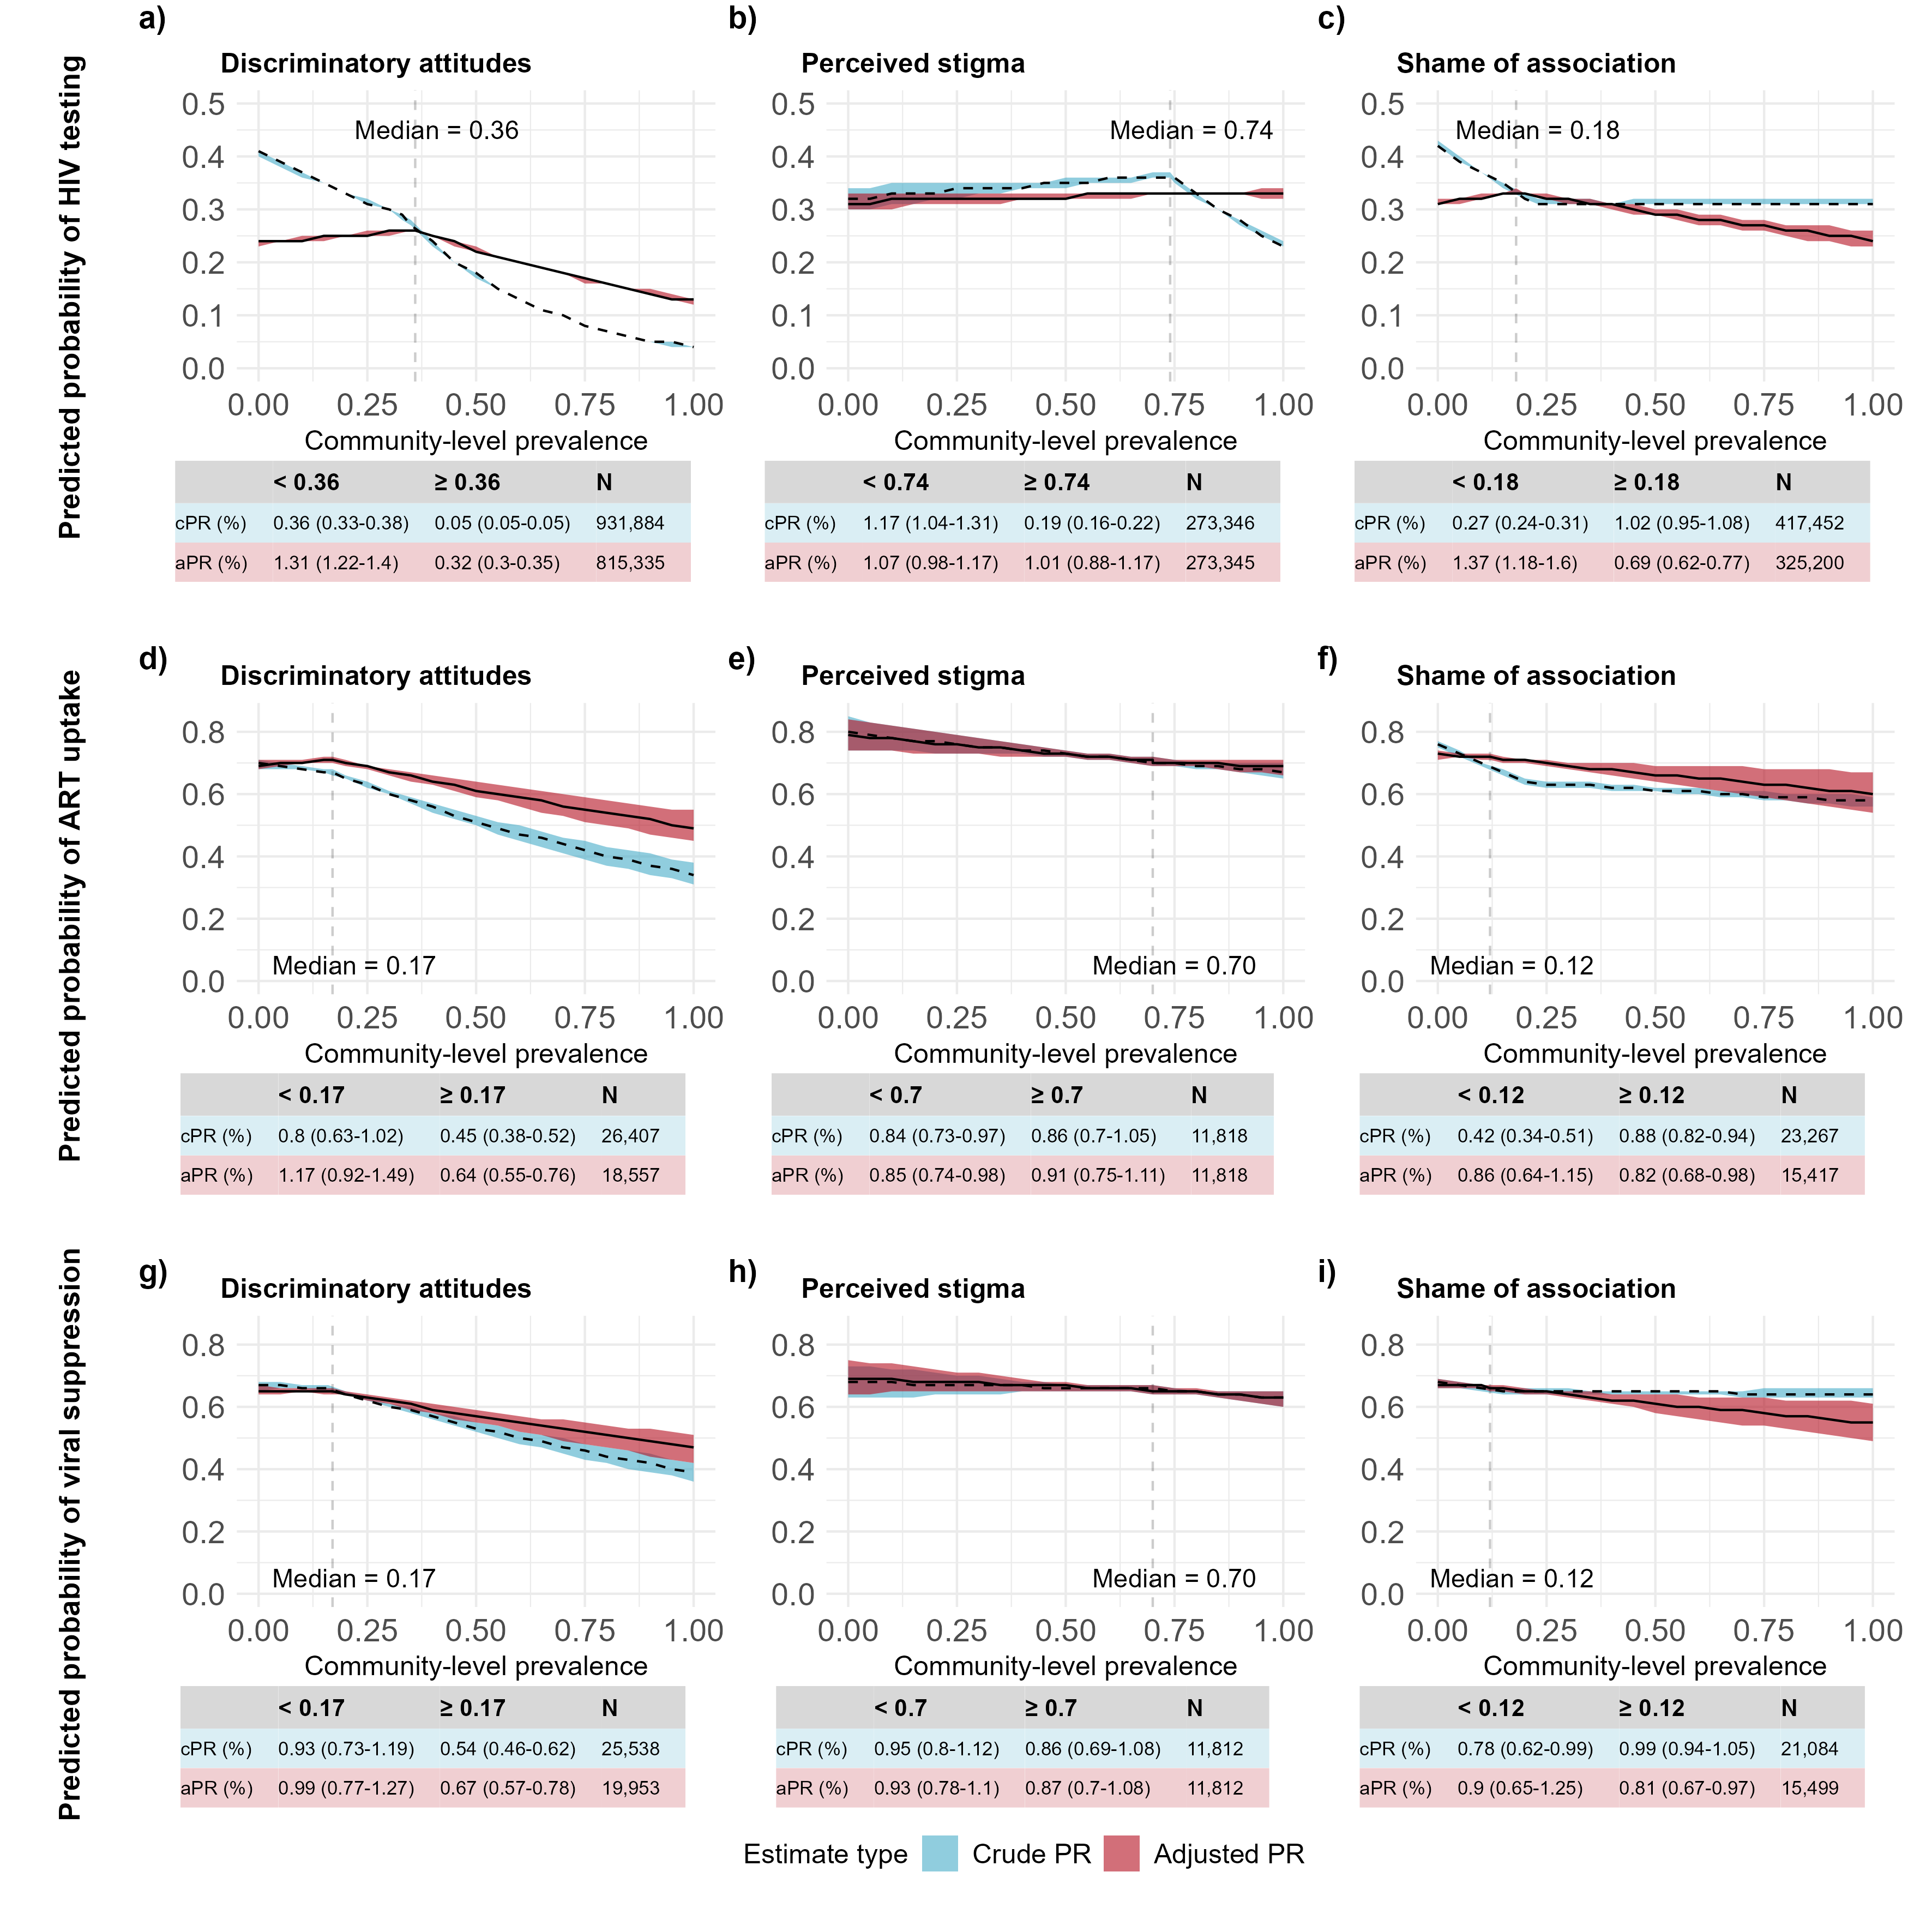 a)
b)
c)
Discriminatory attitudes
Perceived stigma
Shame of association
Predicted probability of HIV testing
0.5
0.4
0.3
0.2
0.1
0.0
Median = 0.36
0.00 0.25 0.50 0.75 1.00
Community-level prevalence
< 0.36 ≥ 0.36 N
cPR (%) 0.36 (0.33-0.38) 0.05 (0.05-0.05) 931,884
aPR (%) 1.31 (1.22-1.4) 0.32 (0.3-0.35) 815,335
0.5
0.4
0.3
0.2
0.1
0.0
Median = 0.74
0.00 0.25 0.50 0.75 1.00
Community-level prevalence
< 0.74 ≥ 0.74 N
cPR (%) 1.17 (1.04-1.31) 0.19 (0.16-0.22) 273,346
aPR (%) 1.07 (0.98-1.17) 1.01 (0.88-1.17) 273,345
0.5
0.4
0.3
0.2
0.1
0.0
Median = 0.18
0.00 0.25 0.50 0.75 1.00
Community-level prevalence
< 0.18 ≥ 0.18 N
cPR (%) 0.27 (0.24-0.31) 1.02 (0.95-1.08) 417,452
aPR (%) 1.37 (1.18-1.6) 0.69 (0.62-0.77) 325,200
d)
e)
f)
Discriminatory attitudes
Perceived stigma
Shame of association
Predicted probability of ART uptake
0.8
0.6
0.4
0.2
0.0
Median = 0.17
0.00 0.25 0.50 0.75 1.00
Community-level prevalence
< 0.17 ≥ 0.17 N
cPR (%) 0.8 (0.63-1.02) 0.45 (0.38-0.52) 26,407
aPR (%) 1.17 (0.92-1.49) 0.64 (0.55-0.76) 18,557
0.8
0.6
0.4
0.2
0.0
Median = 0.70
0.00 0.25 0.50 0.75 1.00
Community-level prevalence
< 0.7 ≥ 0.7 N
cPR (%) 0.84 (0.73-0.97) 0.86 (0.7-1.05) 11,818
aPR (%) 0.85 (0.74-0.98) 0.91 (0.75-1.11) 11,818
0.8
0.6
0.4
0.2
0.0
Median = 0.12
0.00 0.25 0.50 0.75 1.00
Community-level prevalence
< 0.12 ≥ 0.12 N
cPR (%) 0.42 (0.34-0.51) 0.88 (0.82-0.94) 23,267
aPR (%) 0.86 (0.64-1.15) 0.82 (0.68-0.98) 15,417
g)
h)
i)
Discriminatory attitudes
Perceived stigma
Shame of association
Predicted probability of viral suppression
0.8
0.6
0.4
0.2
0.0
Median = 0.17
0.00 0.25 0.50 0.75 1.00
Community-level prevalence
< 0.17 ≥ 0.17 N
cPR (%) 0.93 (0.73-1.19) 0.54 (0.46-0.62) 25,538
aPR (%) 0.99 (0.77-1.27) 0.67 (0.57-0.78) 19,953
0.8
0.6
0.4
0.2
0.0
Median = 0.70
0.00 0.25 0.50 0.75 1.00
Community-level prevalence
< 0.7 ≥ 0.7 N
cPR (%) 0.95 (0.8-1.12) 0.86 (0.69-1.08) 11,812
aPR (%) 0.93 (0.78-1.1) 0.87 (0.7-1.08) 11,812
0.8
0.6
0.4
0.2
0.0
Median = 0.12
0.00 0.25 0.50 0.75 1.00
Community-level prevalence
< 0.12 ≥ 0.12 N
cPR (%) 0.78 (0.62-0.99) 0.99 (0.94-1.05) 21,084
aPR (%) 0.9 (0.65-1.25) 0.81 (0.67-0.97) 15,499
Estimate type Crude PR Adjusted PR